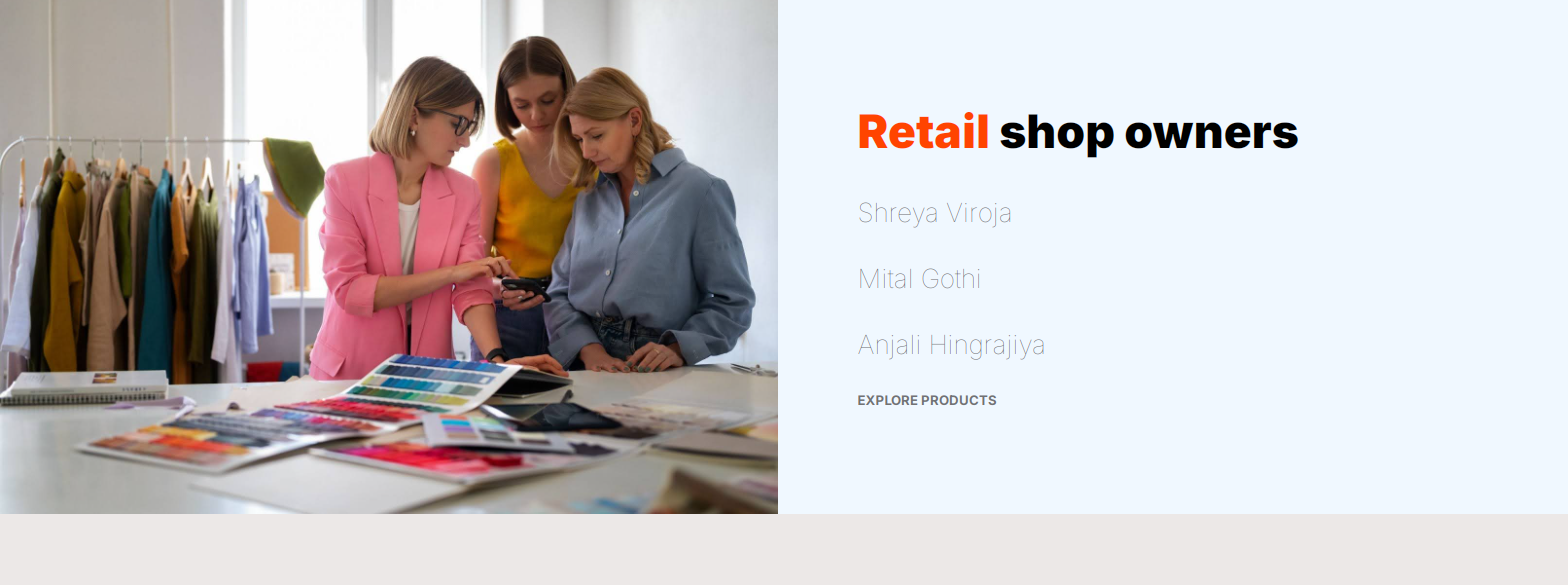 Retail shop owners
Shreya Viroja
Mital Gothi
Anjali Hingrajiya
EXPLORE PRODUCTS